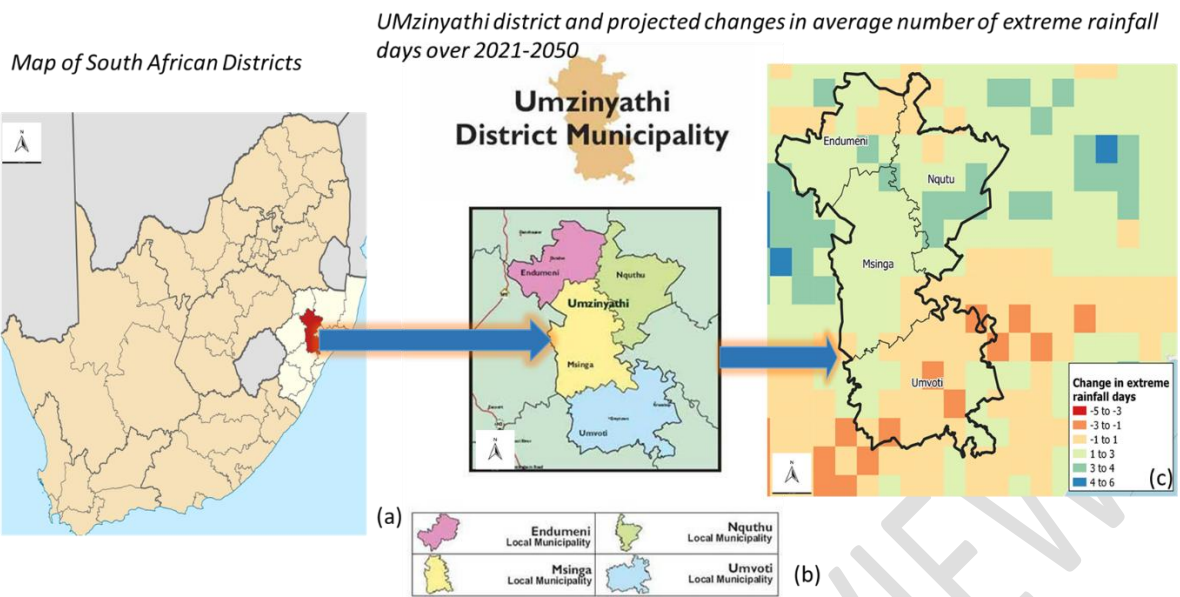 UMzinyathi district and projected changes in average number of extreme rainfall
days over 2021-2050
Map of South African Districts
Umzinyathi
District Municipality
N
Endumeni
Nquthu
Umzinyathi
Msinga
Umvoti
N
Endumeni
Nqutu
Msinga
Umvoti
N
Change in extreme
rainfall days
-5 to -3
-3 to -1
-1 to 1
1 to 3
3 to 4
4 to 6
(c)
(a)
Endumeni
Local Municipality
Nquthu
Local Municipality
Msinga
Local Municipality
Umvoti
Local Municipality
(b)
VIEW